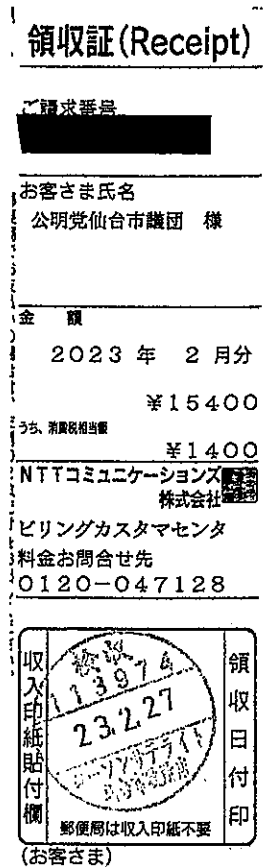 領収証(Receipt)
ご請求番号
お客さま氏名
公明党仙台市議団 様
金 額
2023 年 2 月分
¥15400
うち、消費税相当額
¥1400
NTTコミュニケーションズ
株式会社
ビリングカスタマセンタ
料金お問合せ先
0120-047128
収入印紙貼付欄
113974
23.2.27
領収日付印
郵便局は収入印紙不要
(お客さま)